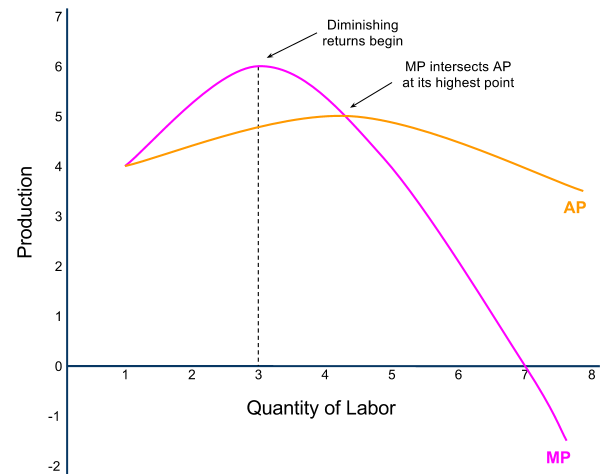 7
Diminishing
returns begin
6
MP intersects AP
at its highest point
5
4
Production
3
AP
2
1
0
1 2 3 4 5 6 7 8
Quantity of Labor
-1
MP
-2